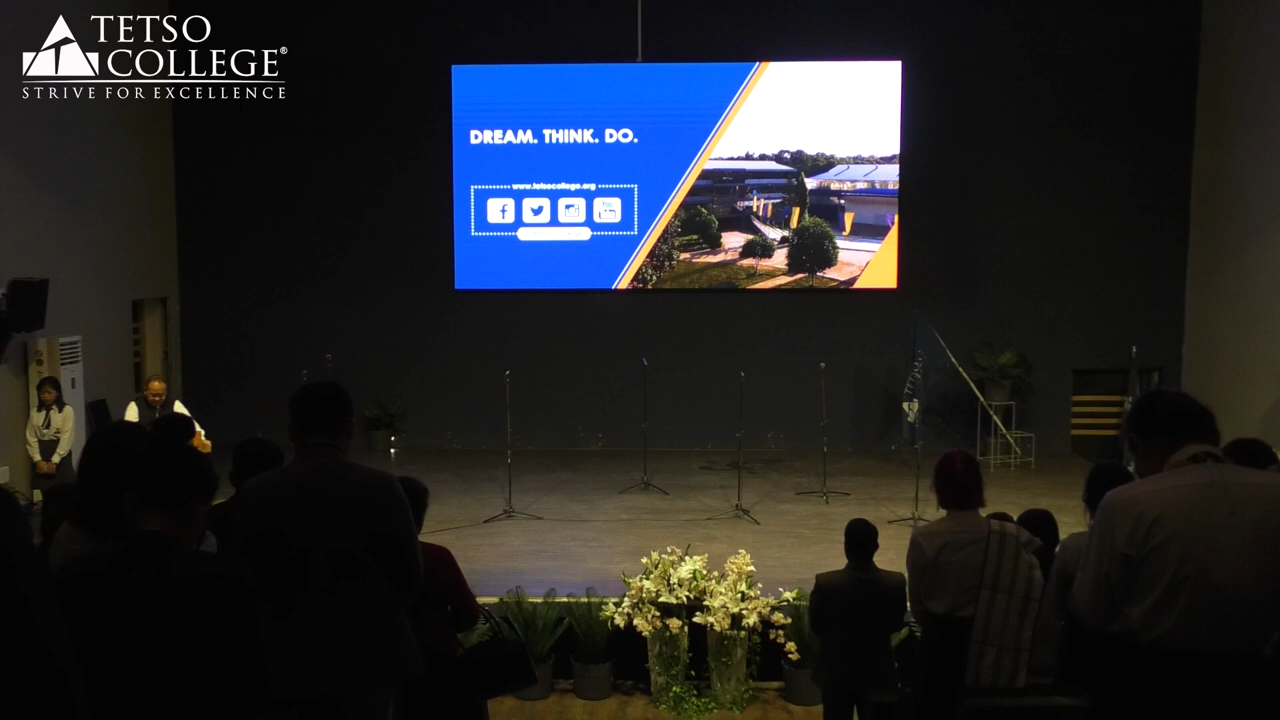 TETSO
COLLEGE®
STRIVE FOR EXCELLENCE
DREAM. THINK. DO.
www.tetsocollege.org